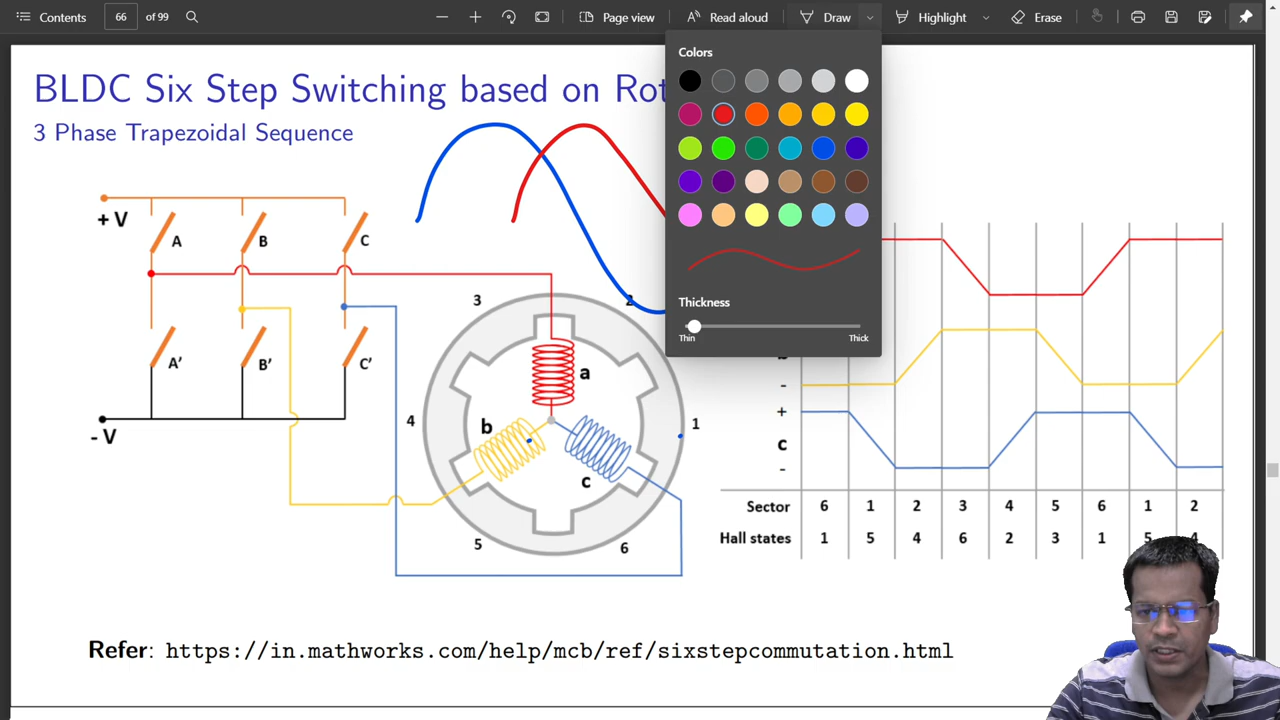 Contents 66 of 99 Page view Read aloud Draw Highlight Erase
Colors
Thickness
Thin Thick
BLDC Six Step Switching based on Rot
3 Phase Trapezoidal Sequence
+ V
A B C
A' B' C'
- V
3 2
4 1
5 6
a
b
c
-
+
c
-
Sector 6 1 2 3 4 5 6 1 2
Hall states 1 5 4 6 2 3 1 5 4
Refer: https://in.mathworks.com/help/mcb/ref/sixstepcommutation.html